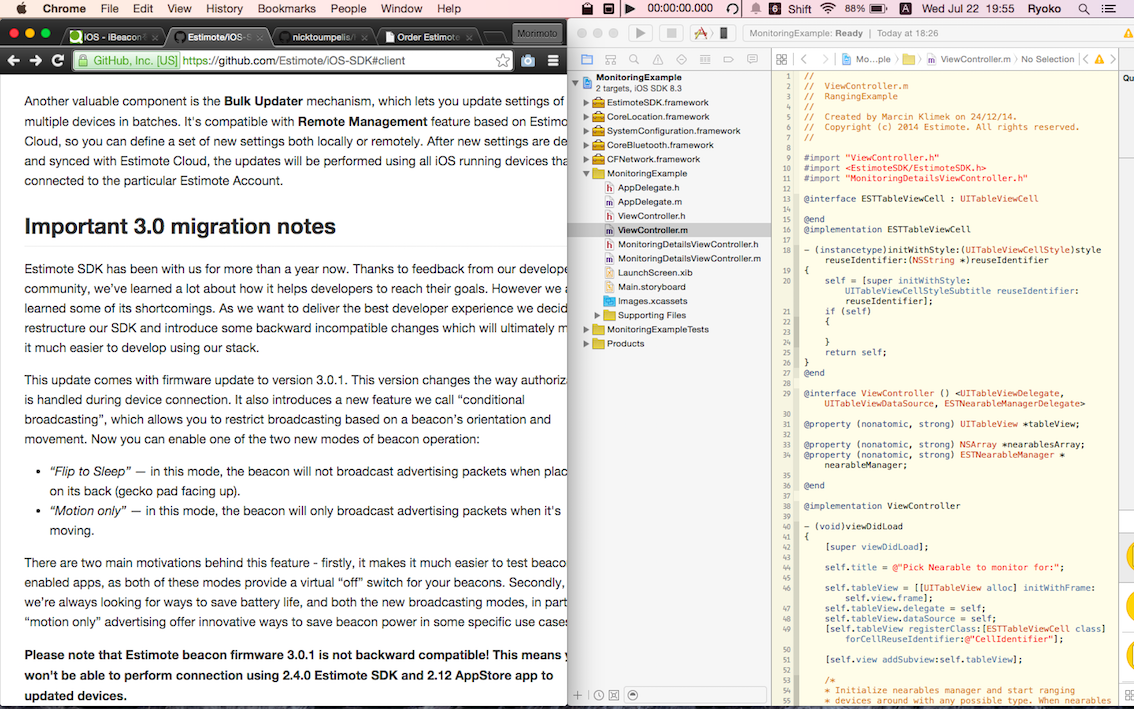 Chrome File Edit View History Bookmarks People Window Help
00:00:00.000 6 Shift 88% A Wed Jul 22 19:55 Ryoko
iOS - iBeacon
Estimote/iOS-S
nicktoumpelis/
Order Estimote
Morimoto
GitHub, Inc. [US] https://github.com/Estimote/iOS-SDK#client
Another valuable component is the Bulk Updater mechanism, which lets you update settings of
multiple devices in batches. It's compatible with Remote Management feature based on Estimo
Cloud, so you can define a set of new settings both locally or remotely. After new settings are de
and synced with Estimote Cloud, the updates will be performed using all iOS running devices tha
connected to the particular Estimote Account.
Important 3.0 migration notes
Estimote SDK has been with us for more than a year now. Thanks to feedback from our develope
community, we've learned a lot about how it helps developers to reach their goals. However we a
learned some of its shortcomings. As we want to deliver the best developer experience we decid
restructure our SDK and introduce some backward incompatible changes which will ultimately m
it much easier to develop using our stack.
This update comes with firmware update to version 3.0.1. This version changes the way authoriza
is handled during device connection. It also introduces a new feature we call “conditional
broadcasting”, which allows you to restrict broadcasting based on a beacon's orientation and
movement. Now you can enable one of the two new modes of beacon operation:
• “Flip to Sleep” — in this mode, the beacon will not broadcast advertising packets when plac
on its back (gecko pad facing up).
• “Motion only” — in this mode, the beacon will only broadcast advertising packets when it's
moving.
There are two main motivations behind this feature - firstly, it makes it much easier to test beaco
enabled apps, as both of these modes provide a virtual “off” switch for your beacons. Secondly,
we're always looking for ways to save battery life, and both the new broadcasting modes, in part
“motion only” advertising offer innovative ways to save beacon power in some specific use cases
Please note that Estimote beacon firmware 3.0.1 is not backward compatible! This means y
won't be able to perform connection using 2.4.0 Estimote SDK and 2.12 AppStore app to
updated devices.
MonitoringExample: Ready | Today at 18:26
Mo...ple ViewController.m No Selection
MonitoringExample
2 targets, iOS SDK 8.3
EstimoteSDK.framework
CoreLocation.framework
SystemConfiguration.framework
CoreBluetooth.framework
CFNetwork.framework
MonitoringExample
AppDelegate.h
AppDelegate.m
ViewController.h
ViewController.m
MonitoringDetailsViewController.h
MonitoringDetailsViewController.m
LaunchScreen.xib
Main.storyboard
Images.xcassets
Supporting Files
MonitoringExampleTests
Products
1 //
2 // ViewController.m
3 // RangingExample
4 //
5 // Created by Marcin Klimek on 24/12/14.
6 // Copyright (c) 2014 Estimote. All rights reserved.
7 //
8
9 #import "ViewController.h"
10 #import <EstimoteSDK/EstimoteSDK.h>
11 #import "MonitoringDetailsViewController.h"
12
13 @interface ESTTableViewCell : UITableViewCell
14
15 @end
16 @implementation ESTTableViewCell
17
18 - (instancetype)initWithStyle:(UITableViewCellStyle)style
reuseIdentifier:(NSString *)reuseIdentifier
19 {
20 self = [super initWithStyle:
UITableViewCellStyleSubtitle reuseIdentifier:
reuseIdentifier];
21 if (self)
22 {
23
24 }
25 return self;
26 }
27 @end
28
29 @interface ViewController () <UITableViewDelegate,
UITableViewDataSource, ESTNearableManagerDelegate>
30
31 @property (nonatomic, strong) UITableView *tableView;
32
33 @property (nonatomic, strong) NSArray *nearablesArray;
34 @property (nonatomic, strong) ESTNearableManager *
nearableManager;
35
36 @end
37
38 @implementation ViewController
39
40 - (void)viewDidLoad
41 {
42 [super viewDidLoad];
43
44 self.title = @"Pick Nearable to monitor for:";
45
46 self.tableView = [[UITableView alloc] initWithFrame:
self.view.frame];
47 self.tableView.delegate = self;
48 self.tableView.dataSource = self;
49 [self.tableView registerClass:[ESTTableViewCell class]
forCellReuseIdentifier:@"CellIdentifier"];
50
51 [self.view addSubview:self.tableView];
52
53 /*
54 * Initialize nearables manager and start ranging
55 * devices around with any possible type. When nearables
Qu